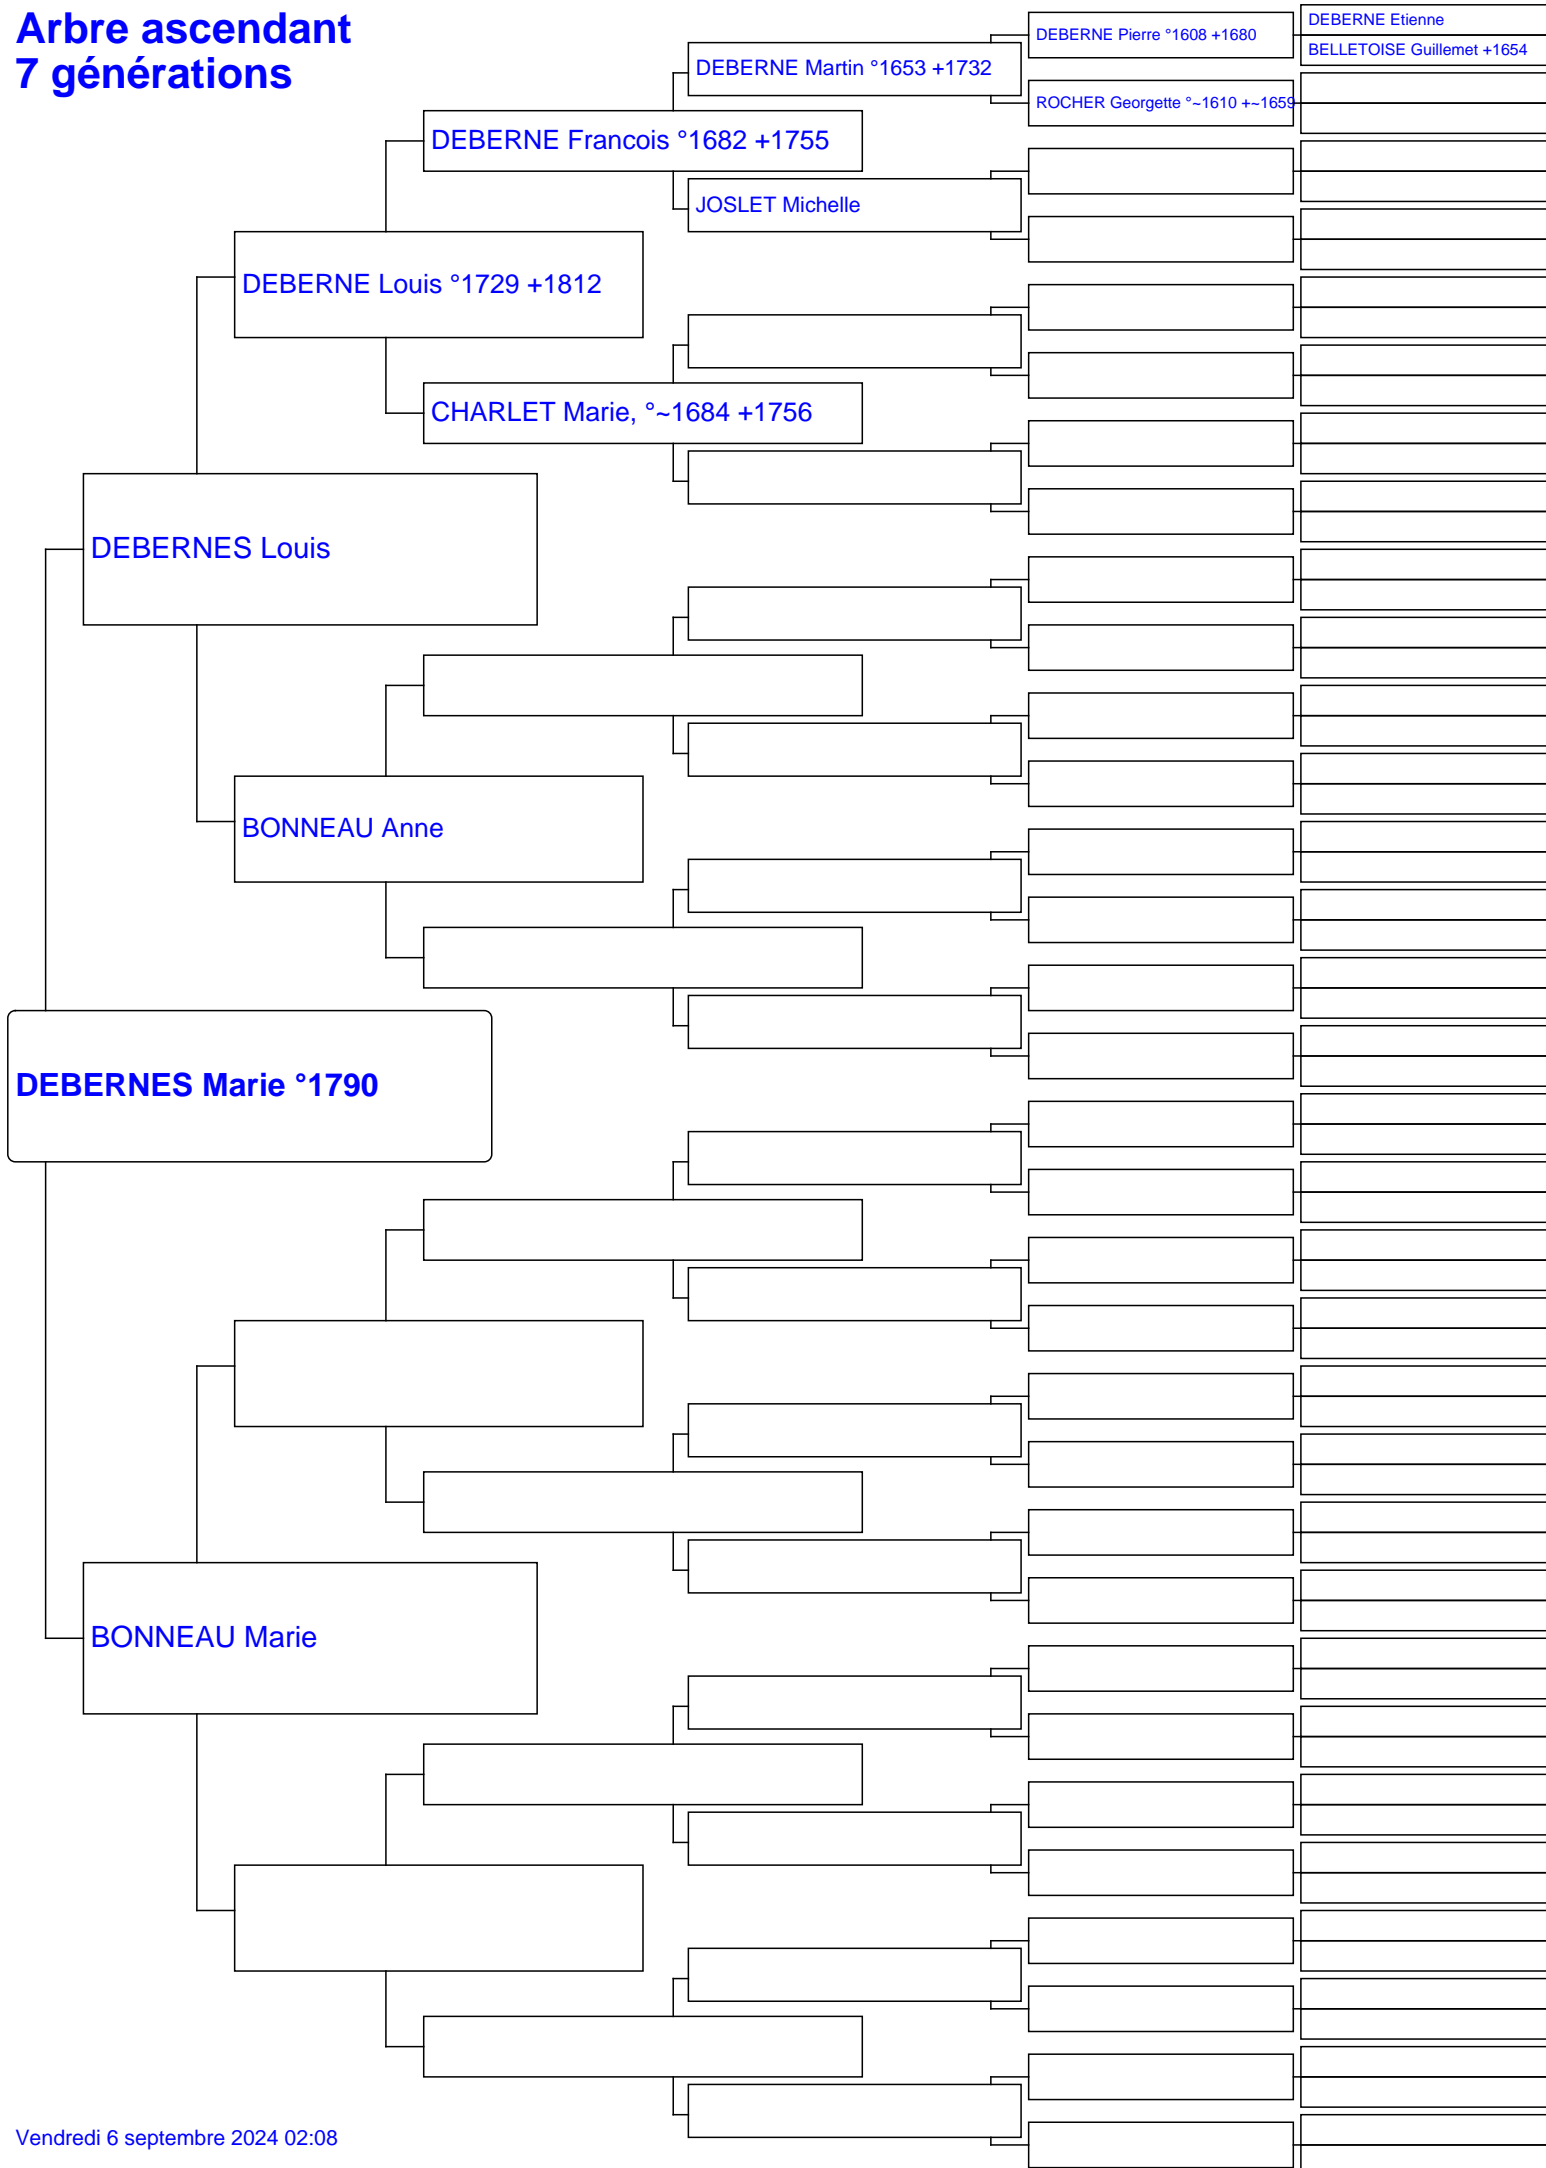 Arbre ascendant
7 générations
DEBERNE Pierre °1608 +1680
DEBERNE Etienne
BELLETOISE Guillemet +1654
DEBERNE Martin °1653 +1732
ROCHER Georgette °~1610 +~1659
DEBERNE Francois °1682 +1755
JOSLET Michelle
DEBERNE Louis °1729 +1812
CHARLET Marie, °~1684 +1756
DEBERNES Louis
BONNEAU Anne
DEBERNES Marie °1790
BONNEAU Marie
Vendredi 6 septembre 2024 02:08